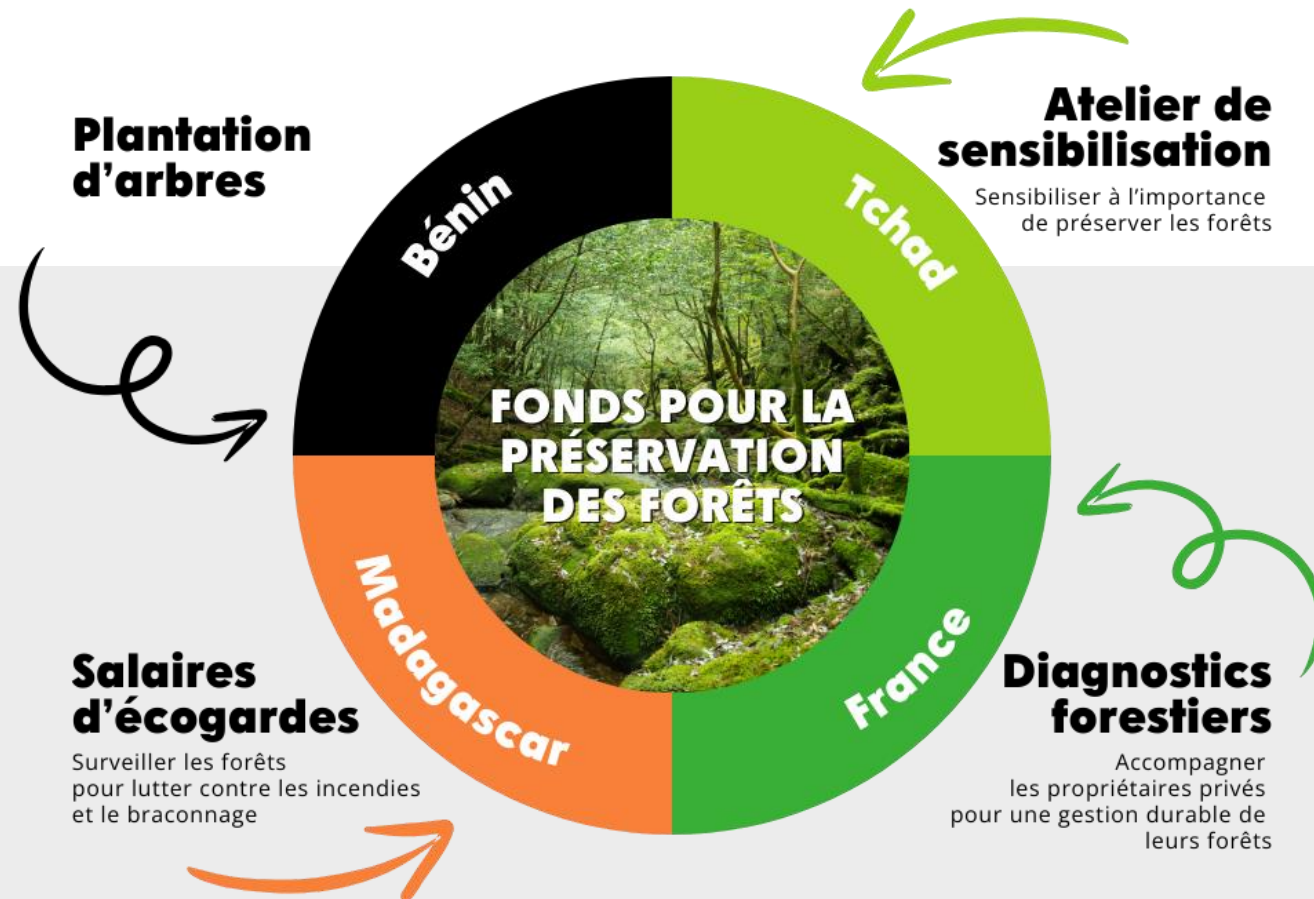 Plantation
d'arbres
Bénin
Tchad
Atelier de
sensibilisation
Sensibiliser à l'importance
de préserver les forêts
FONDS POUR LA
PRÉSERVATION
DES FORÊTS
Madagascar
France
Salaires
d'écogardes
Surveiller les forêts
pour lutter contre les incendies
et le braconnage
Diagnostics
forestiers
Accompagner
les propriétaires privés
pour une gestion durable de
leurs forêts